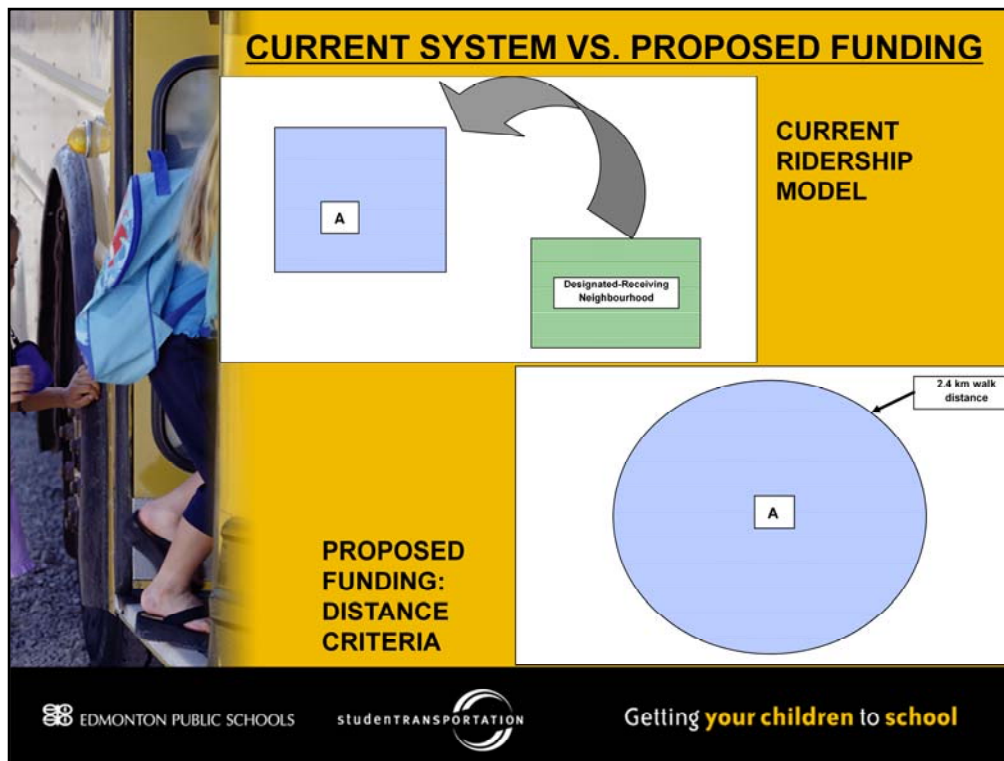 CURRENT SYSTEM VS. PROPOSED FUNDING
CURRENT
RIDERSHIP
MODEL
A
Designated-Receiving
Neighbourhood
2.4 km walk
distance
A
PROPOSED
FUNDING:
DISTANCE
CRITERIA
EDMONTON PUBLIC SCHOOLS
studenTRANSPORTATION
Getting your children to school